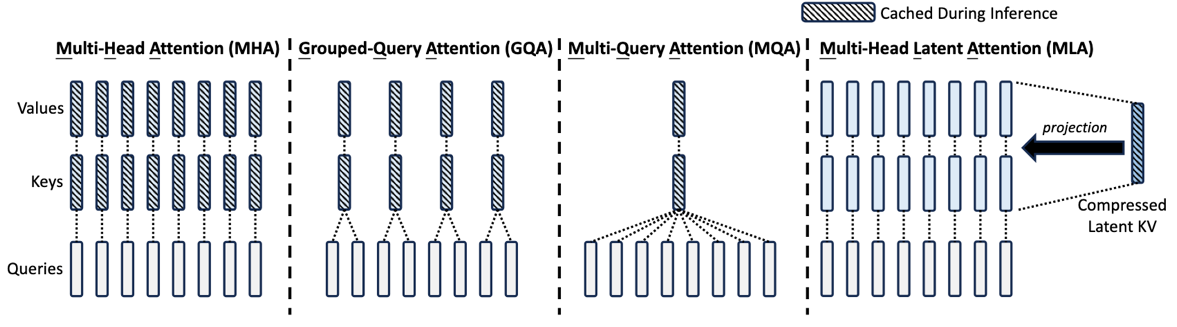 Cached During Inference
Multi-Head Attention (MHA)
Grouped-Query Attention (GQA)
Multi-Query Attention (MQA)
Multi-Head Latent Attention (MLA)
Values
Keys
Queries
projection
Compressed
Latent KV